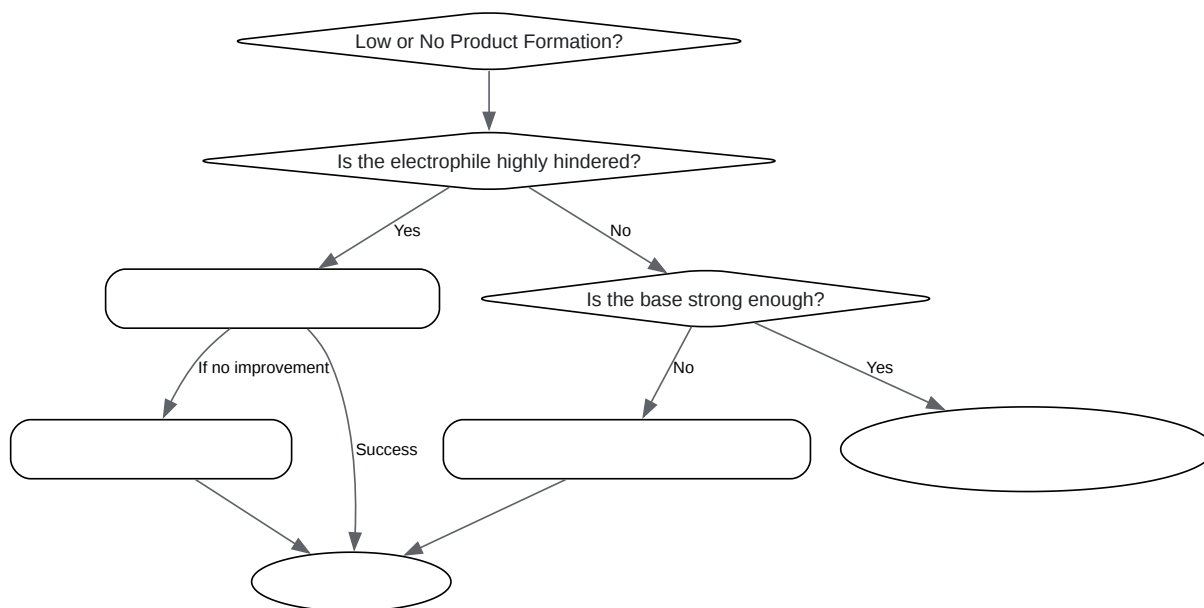 Low or No Product Formation?
Is the electrophile highly hindered?
Yes
No
Is the base strong enough?
If no improvement
No
Yes
Success